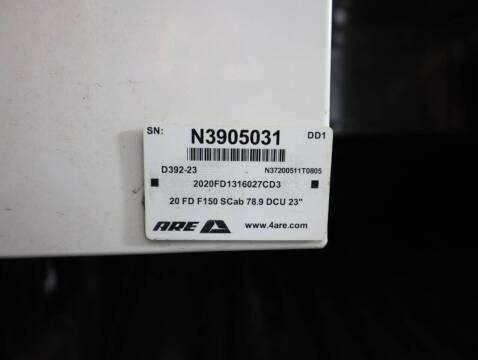 SN: N3905031 DD1
D392-23 N37200511T0805
2020FD1316027CD3
20 FD F150 SCab 78.9 DCU 23"
ARE www.4are.com